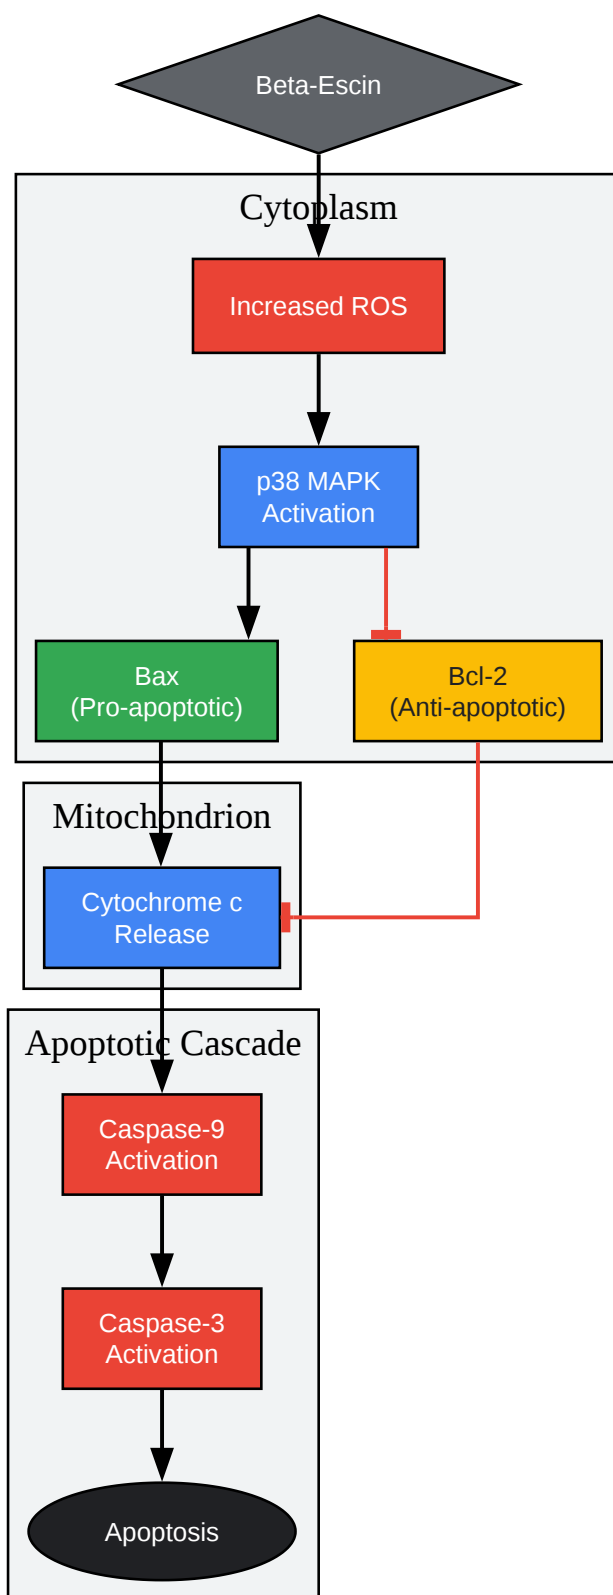 Beta-Escin
Cytoplasm
Increased ROS
p38 MAPK
Activation
Bax
(Pro-apoptotic)
Bcl-2
(Anti-apoptotic)
Mitochondrion
Cytochrome c
Release
Apoptotic Cascade
Caspase-9
Activation
Caspase-3
Activation
Apoptosis